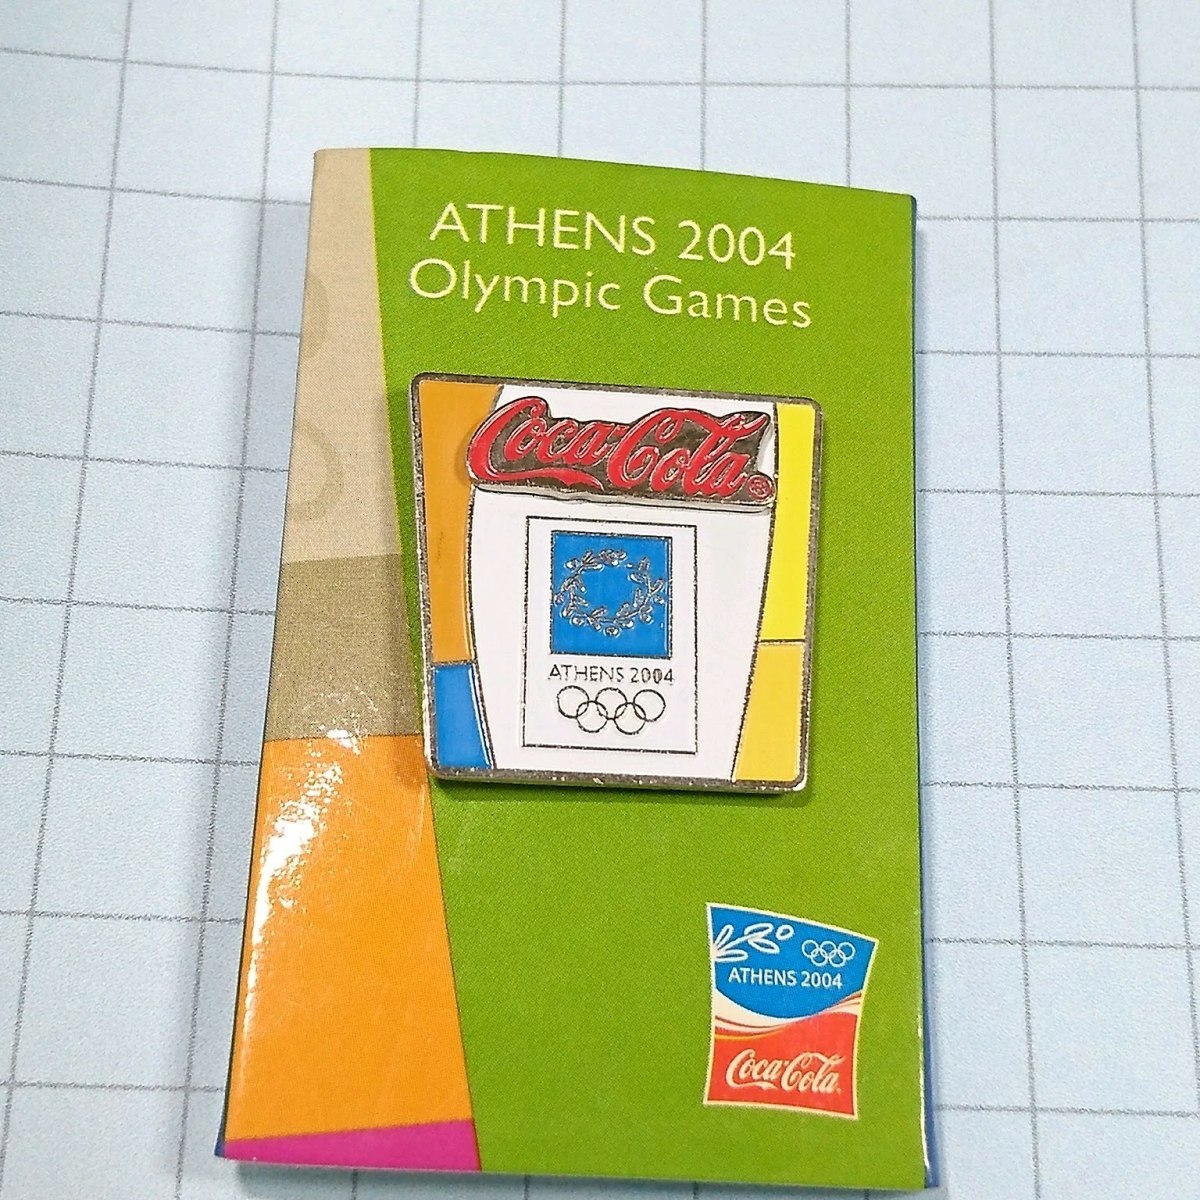 ATHENS 2004
Olympic Games
Coca-Cola
ATHENS 2004
ATHENS 2004
Coca-Cola